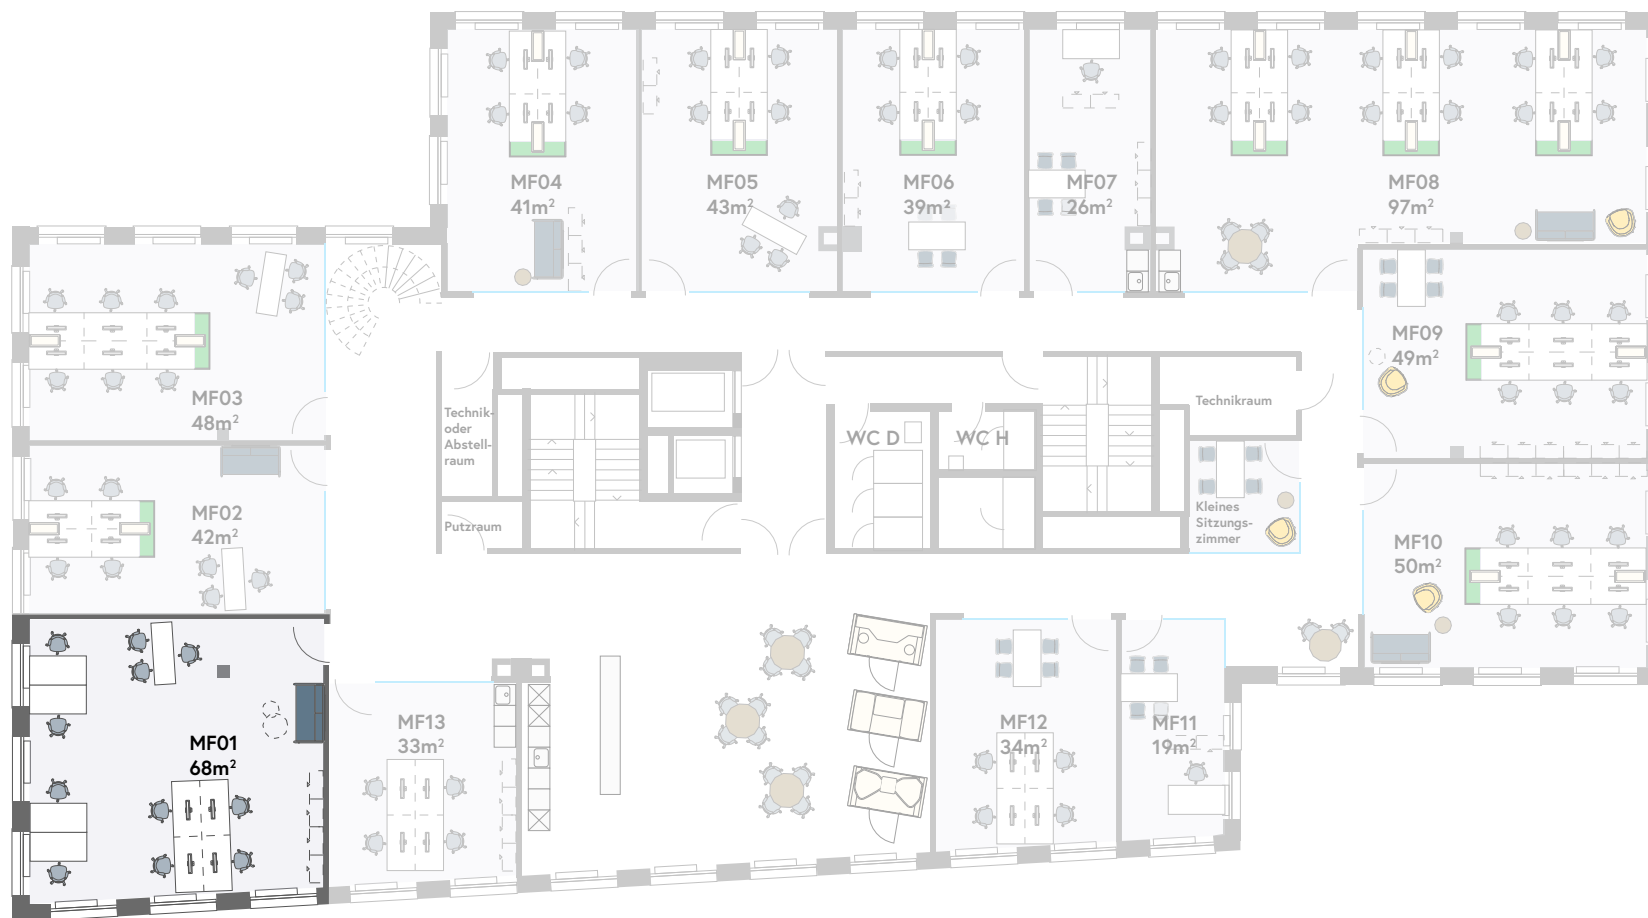 MF04
41m²
MF05
43m²
MF06
39m²
MF07
26m²
MF08
97m²
MF09
49m²
MF03
48m²
Technik-
oder
Abstell-
raum
WC D
WC H
Technikraum
MF02
42m²
Putzraum
Kleines
Sitzungs-
zimmer
MF10
50m²
MF01
68m²
MF13
33m²
MF12
34m²
MF11
19m²